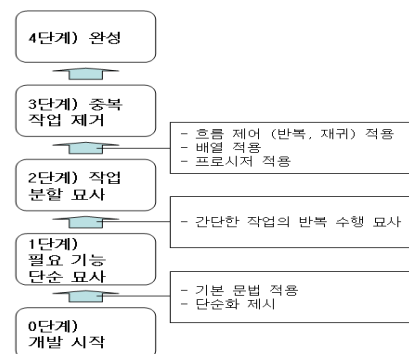 4단계) 완성
3단계) 중복
작업 제거
- 흐름 제어 (반복, 재귀) 적용
- 배열 적용
- 프로시저 적용
2단계) 작업
분할 묘사
- 간단한 작업의 반복 수행 묘사
1단계)
필요 기능
단순 묘사
- 기본 문법 적용
- 단순화 제시
0단계)
개발 시작